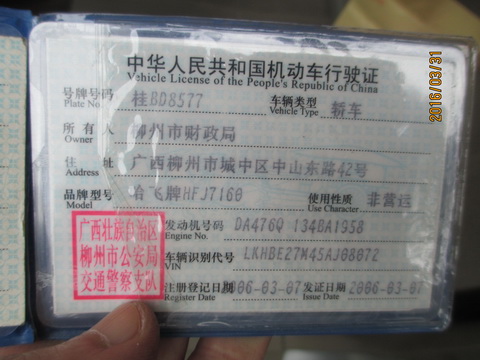 中华人民共和国机动车行驶证
Vehicle License of the People's Republic of China
号牌号码 桂BD8577 车辆类型 轿车
Plate No. Vehicle Type
所有人 柳州市财政局
Owner
住址 广西柳州市城中区中山东路42号
Address
品牌型号 飞牌HFJ7160 使用性质 非营运
Model Use Character
发动机号码 DA476Q 1340A1958
Engine No.
车辆识别代号
VIN
注册登记日期 2006-03-07 发证日期 2006-03-07
Register Date Issue Date
广西壮族自治区
柳州市公安局
交通警察支队
2016/03/31